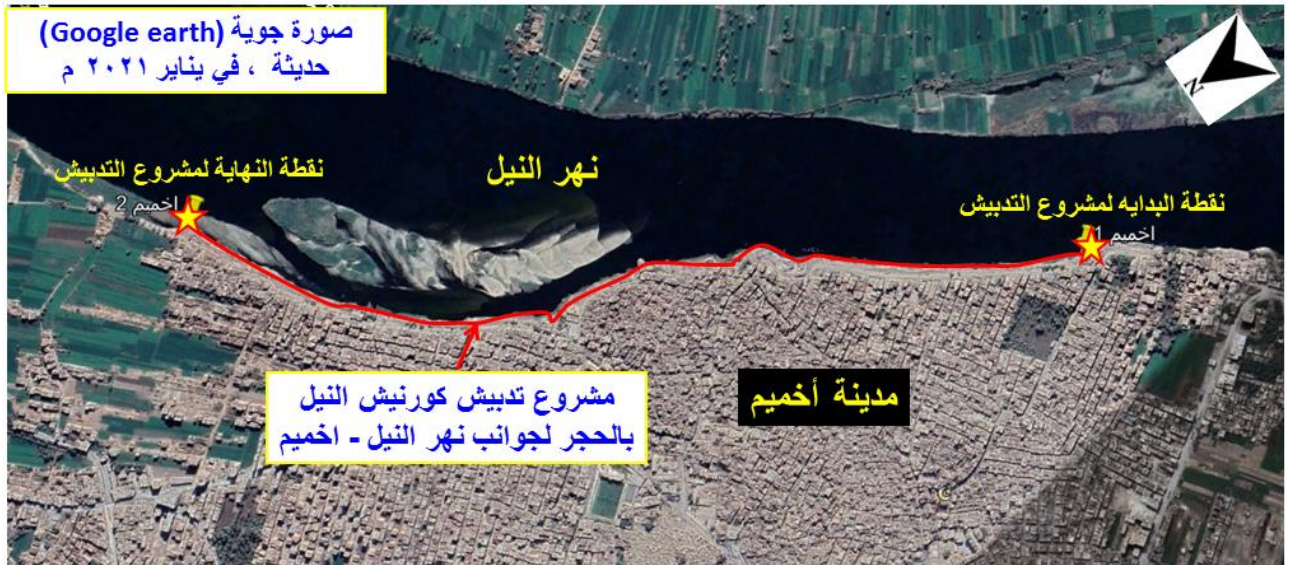 صورة جوية (Google earth)
حديثة ، في يناير ٢٠٢١ م
N
نهر النيل
نقطة النهاية لمشروع التدبيش
اخميم 2
نقطة البدايه لمشروع التدبيش
اخميم 1
مشروع تدبيش كورنيش النيل
بالحجر لجوانب نهر النيل - اخميم
مدينة أخميم